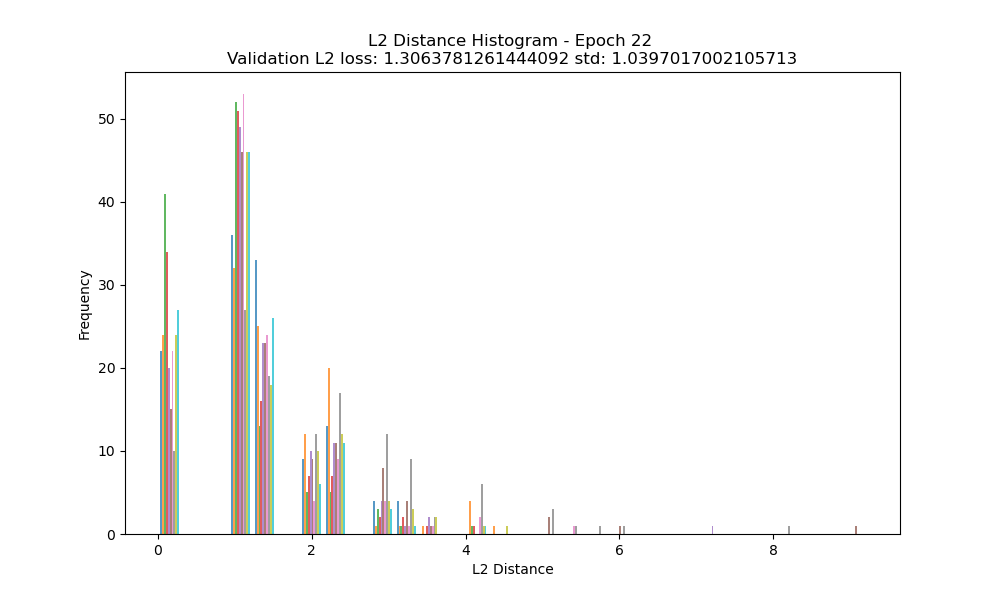 L2 Distance Histogram - Epoch 22
Validation L2 loss: 1.3063781261444092 std: 1.0397017002105713
50
40
30
20
10
0
Frequency
0 2 4 6 8
L2 Distance